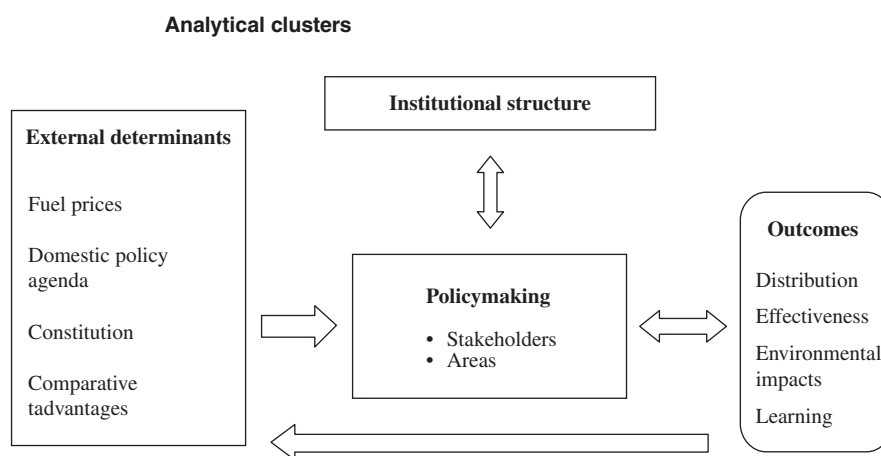 Analytical clusters
Institutional structure
External determinants
Fuel prices
Domestic policy
agenda
Constitution
Comparative
tadvantages
Policymaking
• Stakeholders
• Areas
Outcomes
Distribution
Effectiveness
Environmental
impacts
Learning